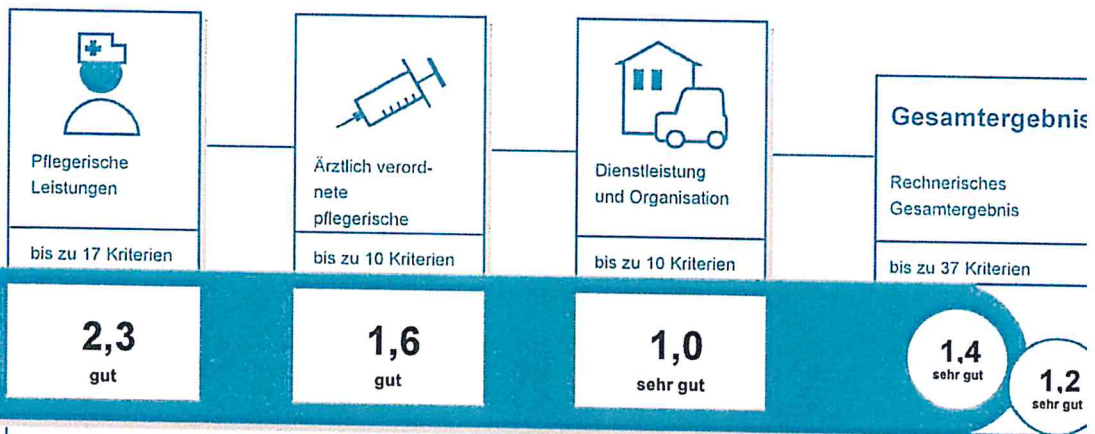 Pflegerische
Leistungen
bis zu 17 Kriterien
2,3
gut
Ärztlich verord-
nete
pflegerische
bis zu 10 Kriterien
1,6
gut
Dienstleistung
und Organisation
bis zu 10 Kriterien
1,0
sehr gut
Gesamtergebnis
Rechnerisches
Gesamtergebnis
bis zu 37 Kriterien
1,4
sehr gut
1,2
sehr gut